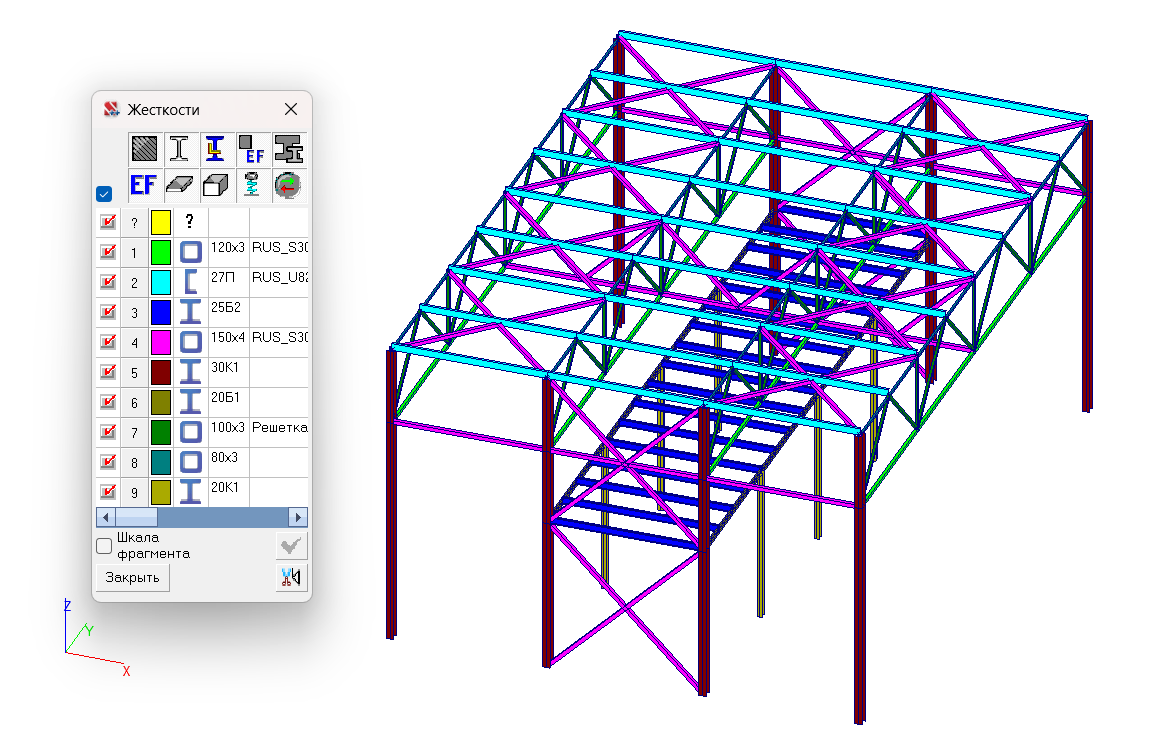 Жесткости
EF
EF
? ?
1 120x3 RUS_S30
2 27П RUS_U82
3 25Б2
4 150x4 RUS_S30
5 30К1
6 20Б1
7 100x3 Решетка
8 80x3
9 20К1
Шкала
фрагмента
Закрыть
Z
Y
X